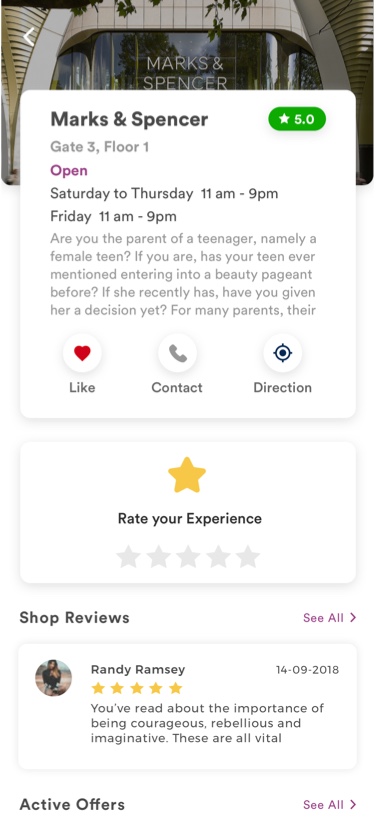 MARKS &
SPENCER
Marks & Spencer
5.0
Gate 3, Floor 1
Open
Saturday to Thursday 11 am - 9pm
Friday 11 am - 9pm
Are you the parent of a teenager, namely a
female teen? If you are, has your teen ever
mentioned entering into a beauty pageant
before? If she recently has, have you given
her a decision yet? For many parents, their
Like
Contact
Direction
Rate your Experience
Shop Reviews
See All
Randy Ramsey
14-09-2018
You've read about the importance of
being courageous, rebellious and
imaginative. These are all vital
Active Offers
See All